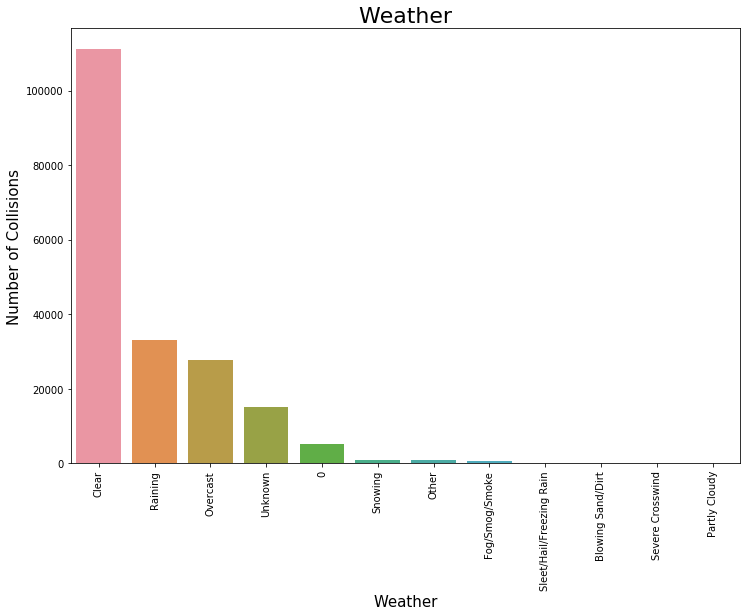 Weather
Number of Collisions
100000
80000
60000
40000
20000
0
Clear
Raining
Overcast
Unknown
0
Snowing
Other
Fog/Smog/Smoke
Sleet/Hail/Freezing Rain
Blowing Sand/Dirt
Severe Crosswind
Partly Cloudy
Weather